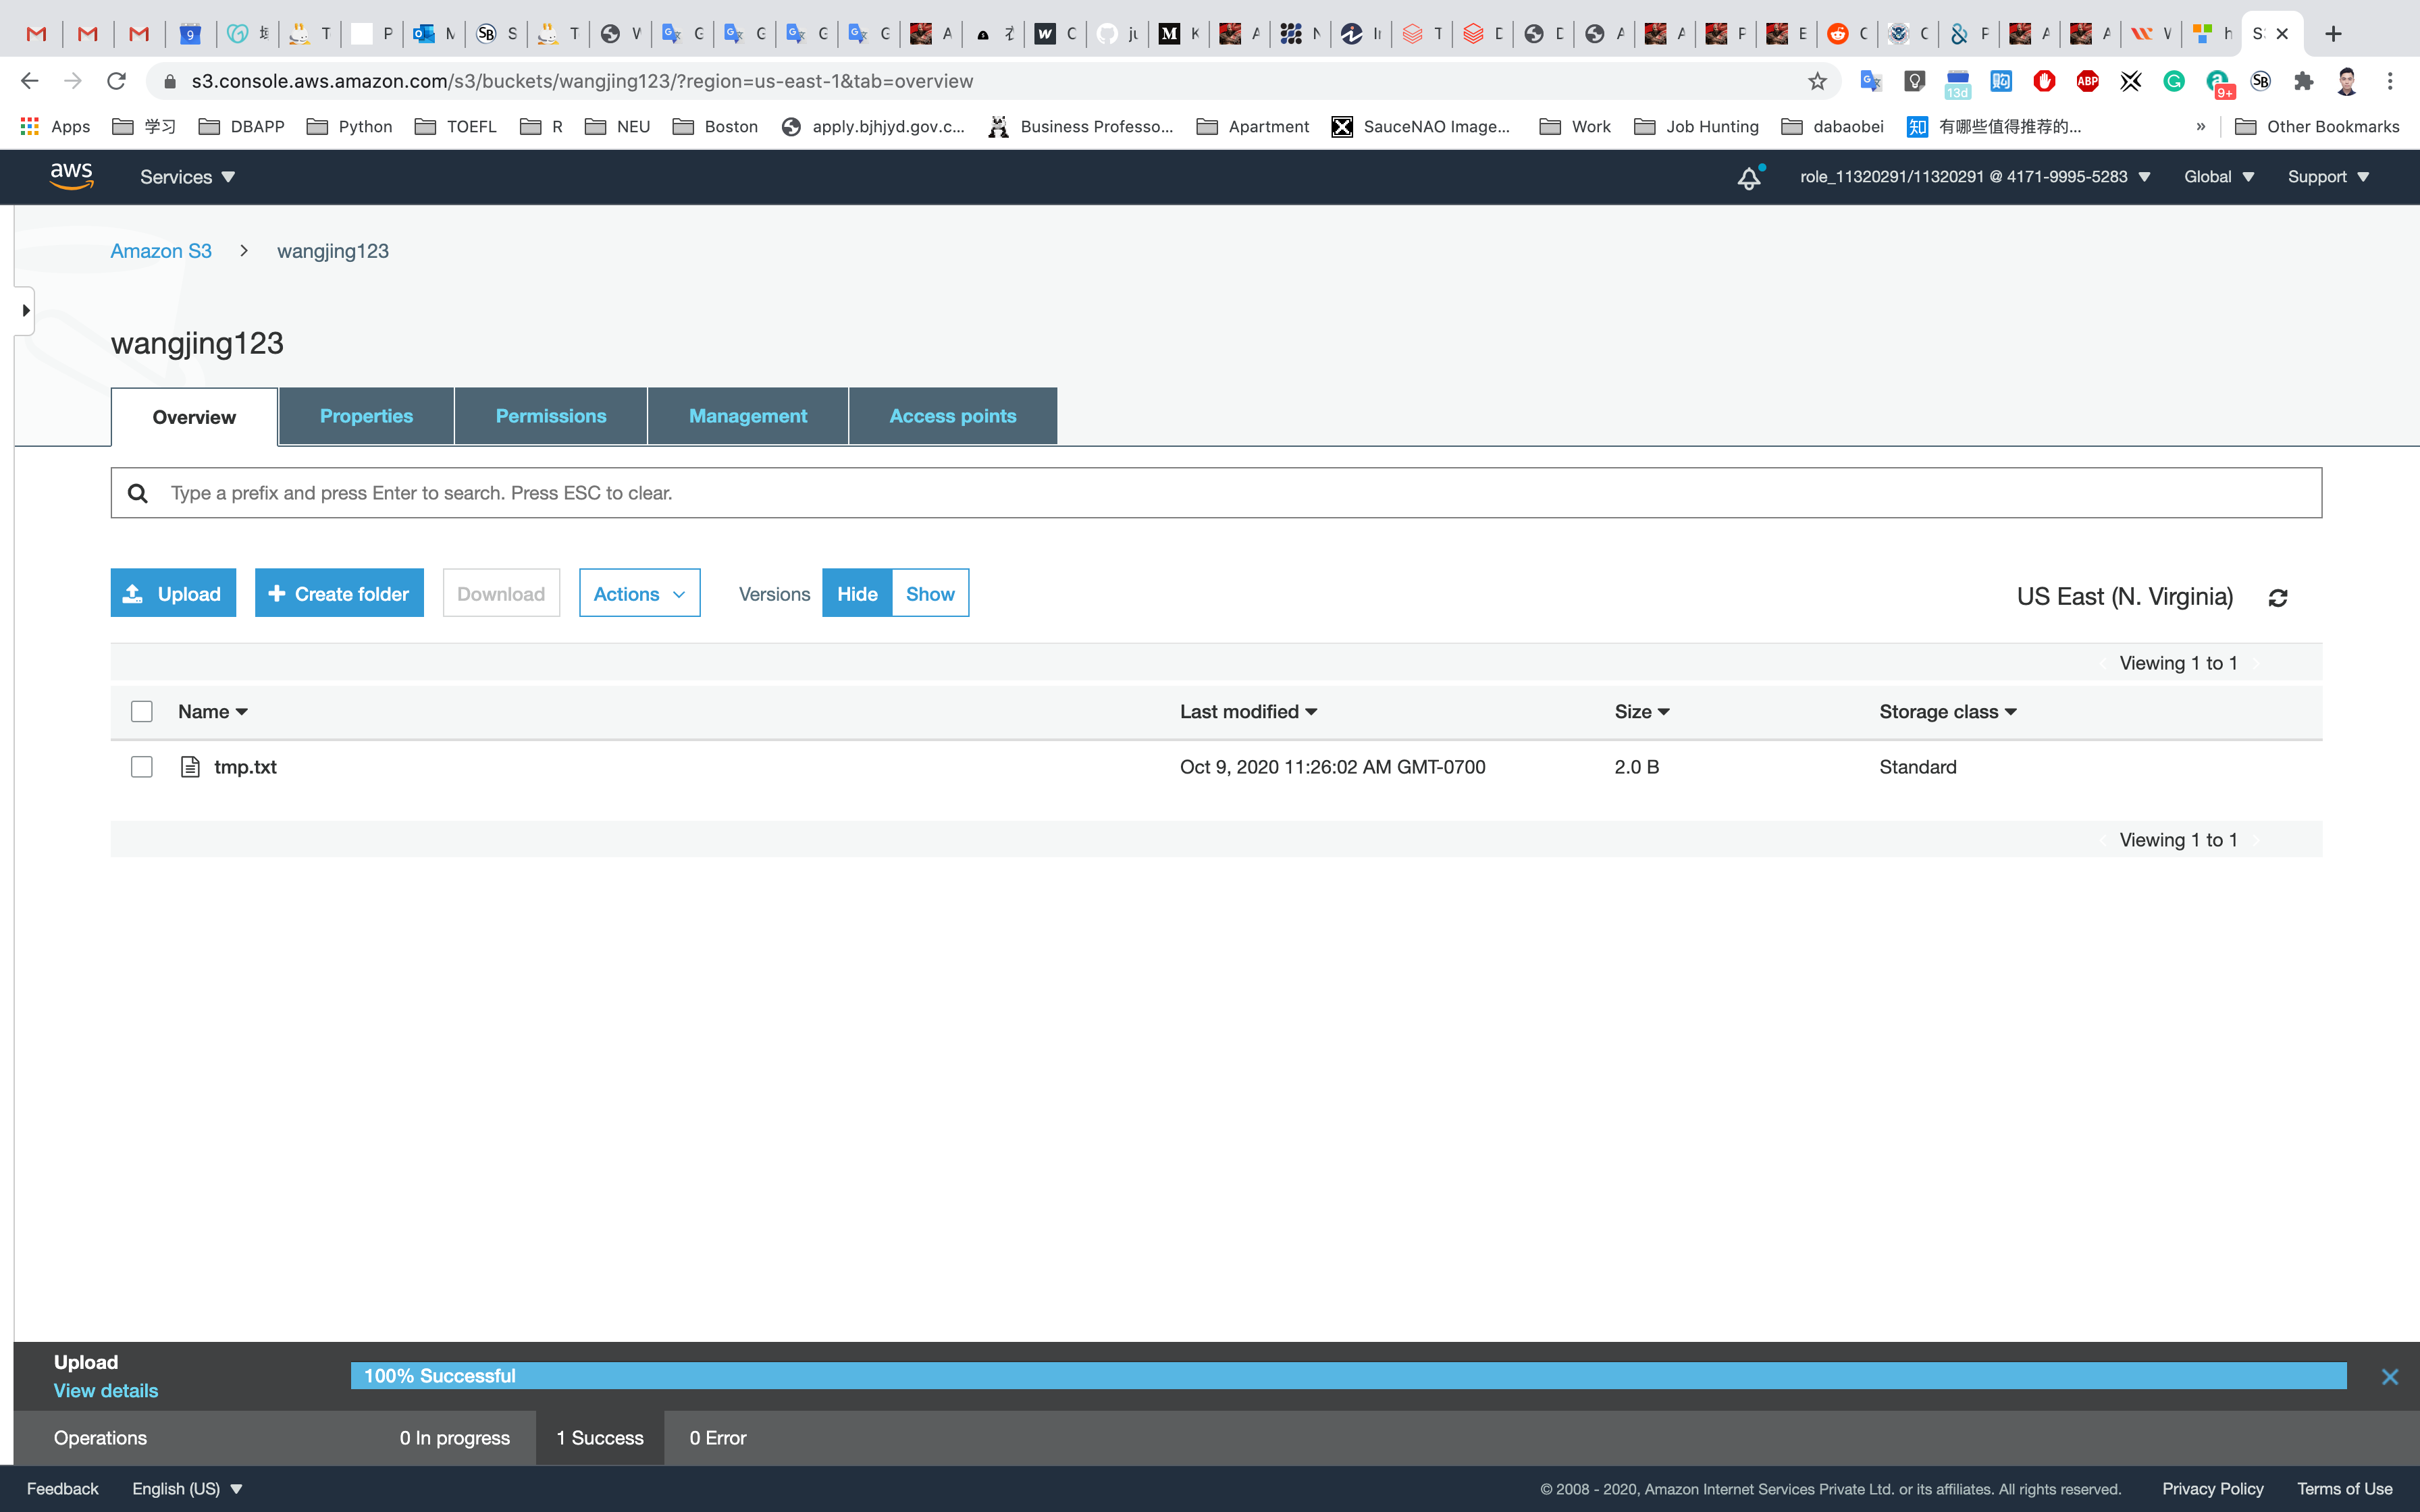 s3.console.aws.amazon.com/s3/buckets/wangjing123/?region=us-east-1&tab=overview
13d
ABP
9+
Apps 学习 DBAPP Python TOEFL R NEU Boston apply.bjhjyd.gov.c... Business Professo... Apartment SauceNAO Image... Work Job Hunting dabaobei 知 有哪些值得推荐的... » Other Bookmarks
aws Services role_11320291/11320291 @ 4171-9995-5283 Global Support
Amazon S3 > wangjing123
wangjing123
Overview Properties Permissions Management Access points
Type a prefix and press Enter to search. Press ESC to clear.
Upload + Create folder Download Actions Versions Hide Show US East (N. Virginia)
Viewing 1 to 1
Name Last modified Size Storage class
tmp.txt Oct 9, 2020 11:26:02 AM GMT-0700 2.0 B Standard
Viewing 1 to 1
Upload
100% Successful
View details
Operations 0 In progress 1 Success 0 Error
Feedback English (US) © 2008 - 2020, Amazon Internet Services Private Ltd. or its affiliates. All rights reserved. Privacy Policy Terms of Use